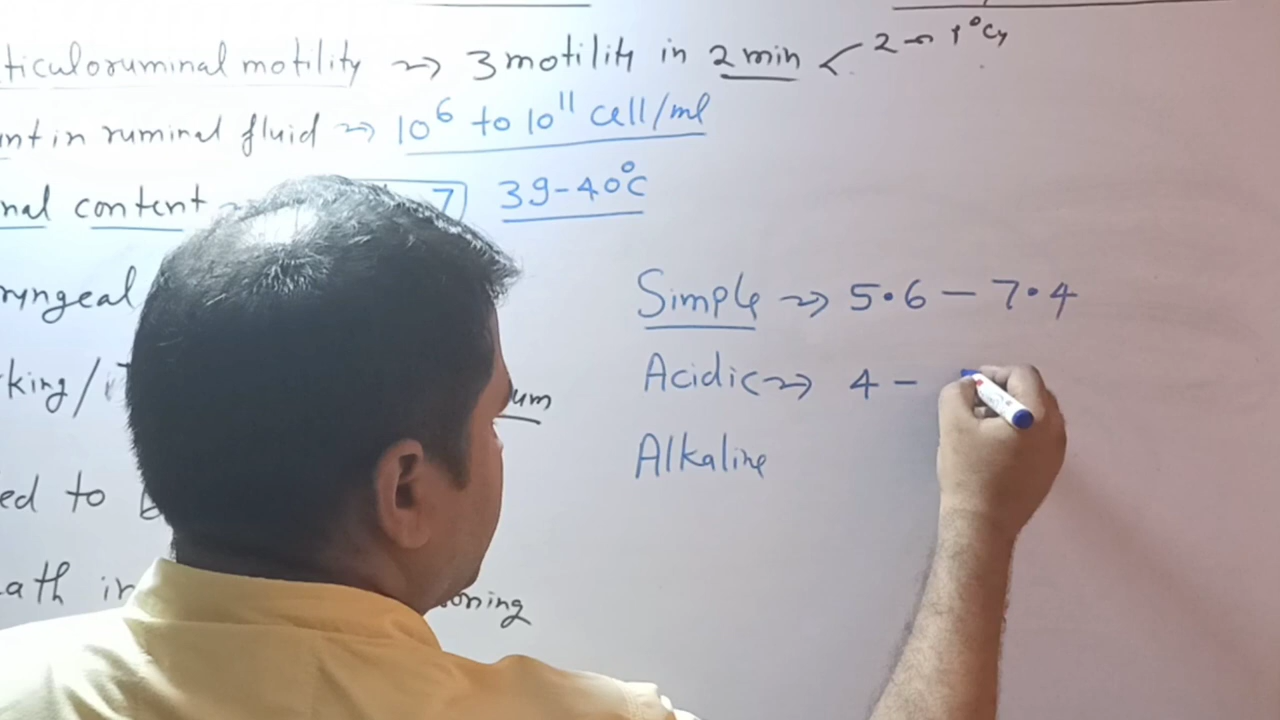 ticuloruminal motility ⇝ 3 motility in 2 min < 2 ⇝ 1°Cy
nt in ruminal fluid ⇝ 10⁶ to 10¹¹ cell/ml
nal content 7 39-40°C
ryngeal
Simple ⇝ 5.6 – 7.4
king/ um
Acidic ⇝ 4 –
Alkaline
ed to
ath in oning